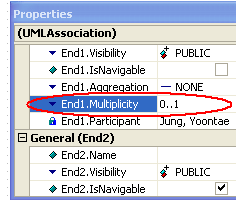 Properties
(UMLAssociation)
End1.Visibility PUBLIC
End1.IsNavigable
End1.Aggregation NONE
End1.Multiplicity 0..1
End1.Participant Jung, Yoontae
General (End2)
End2.Name
End2.Visibility PUBLIC
End2.IsNavigable